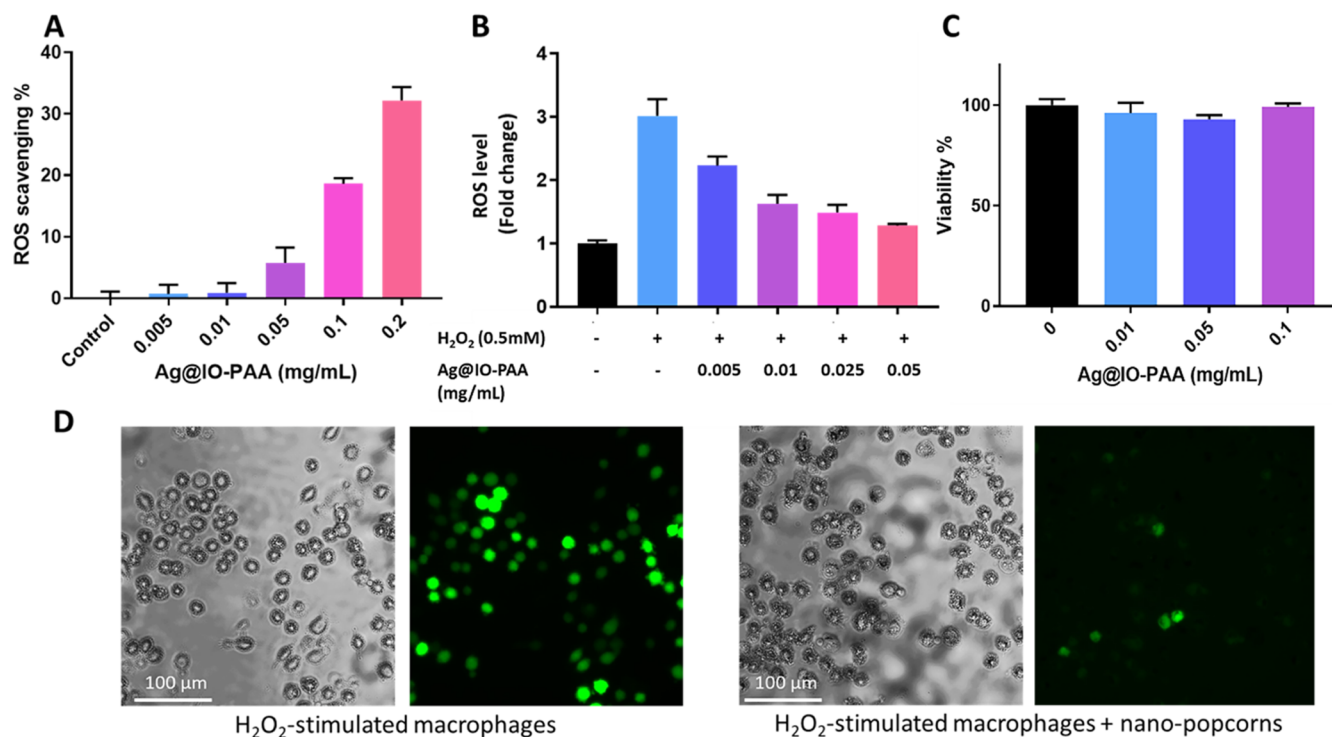 A
ROS scavenging %
40
30
20
10
0
Control
0.005
0.01
0.05
0.1
0.2
Ag@IO-PAA (mg/mL)
B
ROS level
(Fold change)
4
3
2
1
0
H₂O₂ (0.5mM) - + + + + +
Ag@IO-PAA - - 0.005 0.01 0.025 0.05
(mg/mL)
C
Viability %
100
50
0
0
0.01
0.05
0.1
Ag@IO-PAA (mg/mL)
D
100 µm
100 µm
H₂O₂-stimulated macrophages
H₂O₂-stimulated macrophages + nano-popcorns